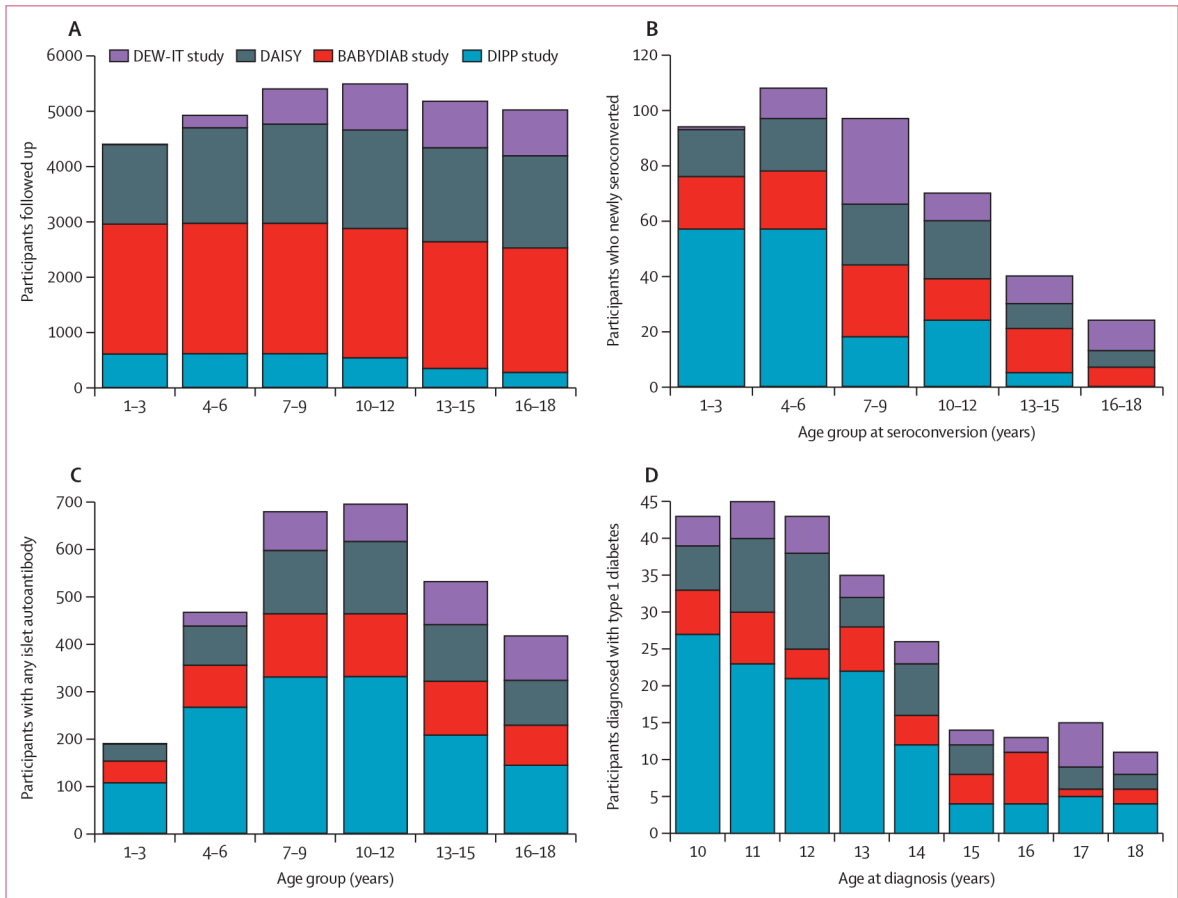 A
DEW-IT study DAISY BABYDIAB study DIPP study
Participants followed up
6000
5000
4000
3000
2000
1000
0
1–3 4–6 7–9 10–12 13–15 16–18
B
Participants who newly seroconverted
120
100
80
60
40
20
0
1–3 4–6 7–9 10–12 13–15 16–18
Age group at seroconversion (years)
C
Participants with any islet autoantibody
700
600
500
400
300
200
100
0
1–3 4–6 7–9 10–12 13–15 16–18
Age group (years)
D
Participants diagnosed with type 1 diabetes
45
40
35
30
25
20
15
10
5
0
10 11 12 13 14 15 16 17 18
Age at diagnosis (years)